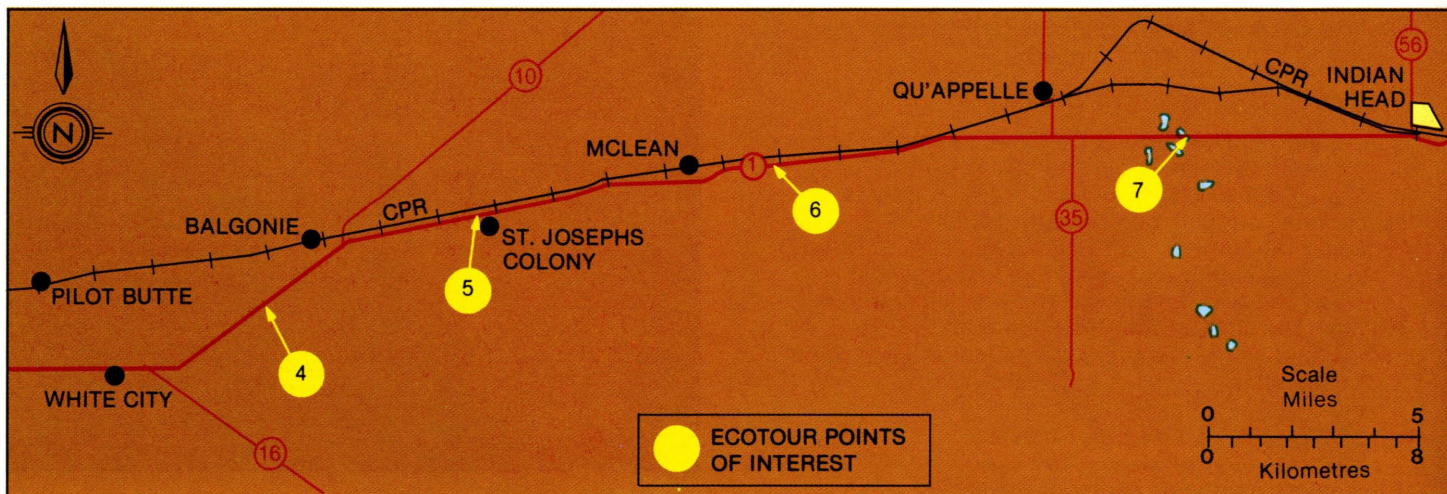 10
56
CPR
INDIAN
HEAD
QU'APPELLE
N
MCLEAN
1
7
6
35
CPR
BALGONIE
ST. JOSEPHS
COLONY
5
PILOT BUTTE
4
WHITE CITY
16
ECOTOUR POINTS
OF INTEREST
Scale
Miles
0 5
0 8
Kilometres